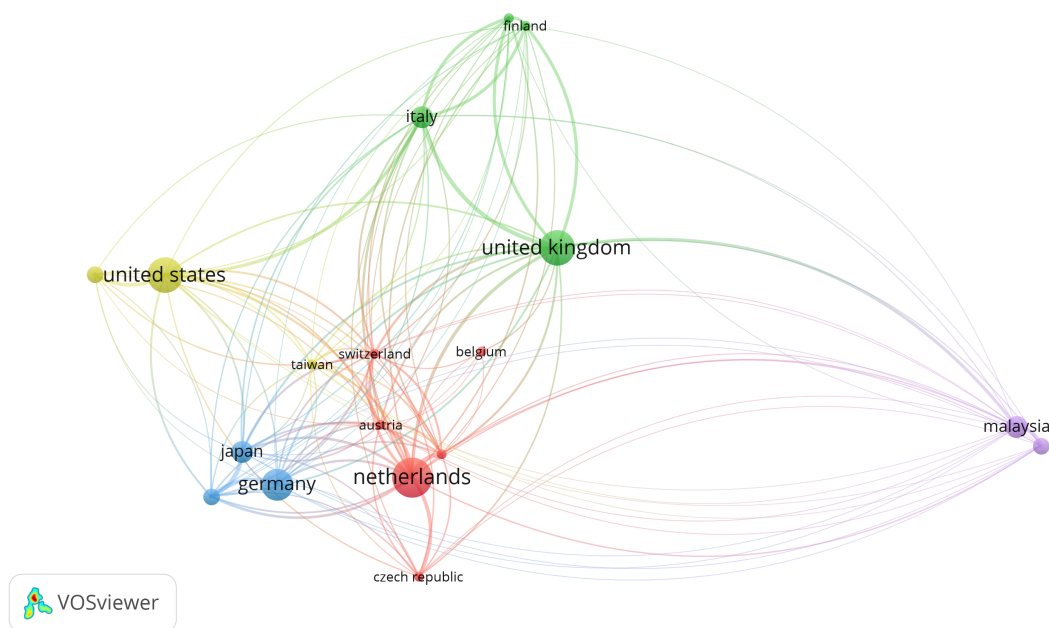 finland
italy
united kingdom
united states
switzerland
belgium
taiwan
austria
malaysia
japan
netherlands
germany
czech republic
VOSviewer